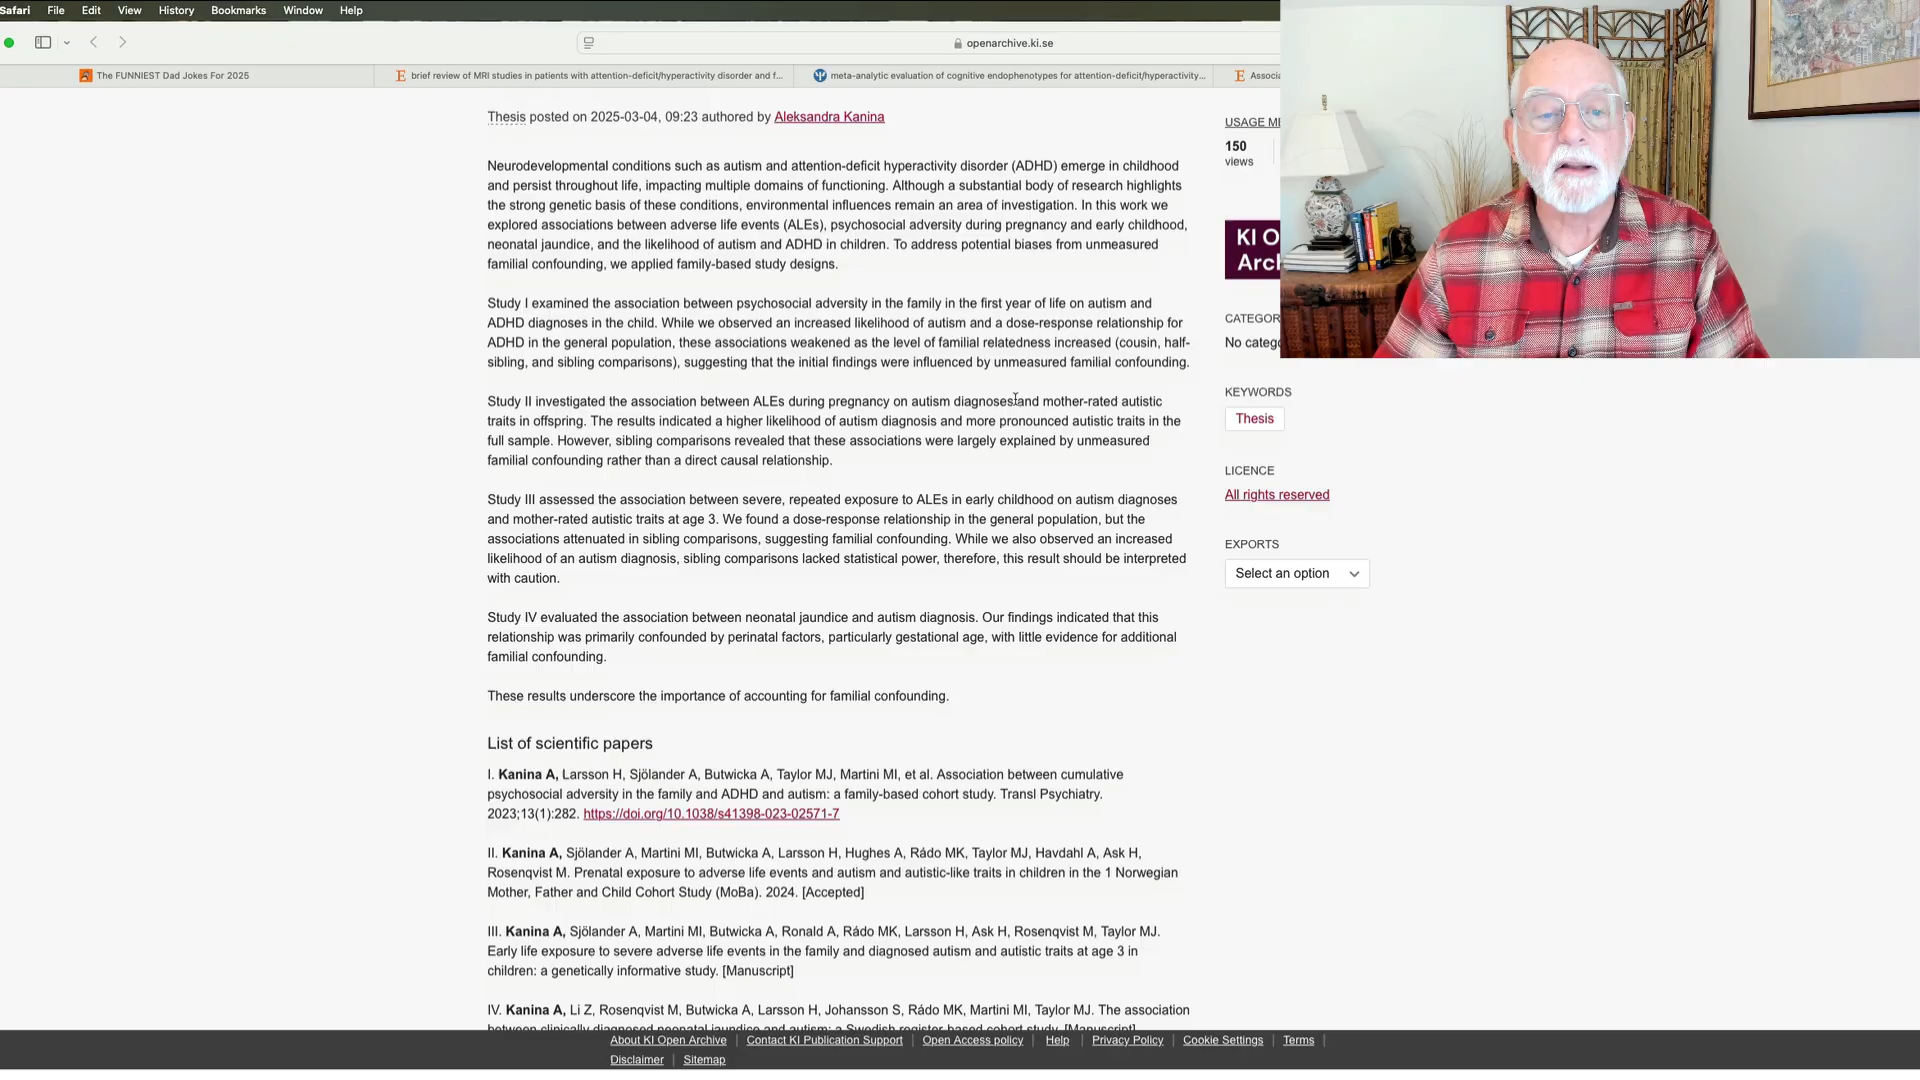 Safari File Edit View History Bookmarks Window Help
openarchive.ki.se
The FUNNIEST Dad Jokes For 2025
brief review of MRI studies in patients with attention-deficit/hyperactivity disorder and f...
meta-analytic evaluation of cognitive endophenotypes for attention-deficit/hyperactivity...
Associa
Thesis posted on 2025-03-04, 09:23 authored by Aleksandra Kanina
Neurodevelopmental conditions such as autism and attention-deficit hyperactivity disorder (ADHD) emerge in childhood
and persist throughout life, impacting multiple domains of functioning. Although a substantial body of research highlights
the strong genetic basis of these conditions, environmental influences remain an area of investigation. In this work we
explored associations between adverse life events (ALEs), psychosocial adversity during pregnancy and early childhood,
neonatal jaundice, and the likelihood of autism and ADHD in children. To address potential biases from unmeasured
familial confounding, we applied family-based study designs.
Study I examined the association between psychosocial adversity in the family in the first year of life on autism and
ADHD diagnoses in the child. While we observed an increased likelihood of autism and a dose-response relationship for
ADHD in the general population, these associations weakened as the level of familial relatedness increased (cousin, half-
sibling, and sibling comparisons), suggesting that the initial findings were influenced by unmeasured familial confounding.
Study II investigated the association between ALEs during pregnancy on autism diagnoses and mother-rated autistic
traits in offspring. The results indicated a higher likelihood of autism diagnosis and more pronounced autistic traits in the
full sample. However, sibling comparisons revealed that these associations were largely explained by unmeasured
familial confounding rather than a direct causal relationship.
Study III assessed the association between severe, repeated exposure to ALEs in early childhood on autism diagnoses
and mother-rated autistic traits at age 3. We found a dose-response relationship in the general population, but the
associations attenuated in sibling comparisons, suggesting familial confounding. While we also observed an increased
likelihood of an autism diagnosis, sibling comparisons lacked statistical power, therefore, this result should be interpreted
with caution.
Study IV evaluated the association between neonatal jaundice and autism diagnosis. Our findings indicated that this
relationship was primarily confounded by perinatal factors, particularly gestational age, with little evidence for additional
familial confounding.
These results underscore the importance of accounting for familial confounding.
List of scientific papers
I. Kanina A, Larsson H, Sjölander A, Butwicka A, Taylor MJ, Martini MI, et al. Association between cumulative
psychosocial adversity in the family and ADHD and autism: a family-based cohort study. Transl Psychiatry.
2023;13(1):282. https://doi.org/10.1038/s41398-023-02571-7
II. Kanina A, Sjölander A, Martini MI, Butwicka A, Larsson H, Hughes A, Rádo MK, Taylor MJ, Havdahl A, Ask H,
Rosenqvist M. Prenatal exposure to adverse life events and autism and autistic-like traits in children in the 1 Norwegian
Mother, Father and Child Cohort Study (MoBa). 2024. [Accepted]
III. Kanina A, Sjölander A, Martini MI, Butwicka A, Ronald A, Rádo MK, Larsson H, Ask H, Rosenqvist M, Taylor MJ.
Early life exposure to severe adverse life events in the family and diagnosed autism and autistic traits at age 3 in
children: a genetically informative study. [Manuscript]
IV. Kanina A, Li Z, Rosenqvist M, Butwicka A, Larsson H, Johansson S, Rádo MK, Martini MI, Taylor MJ. The association
between clinically diagnosed neonatal jaundice and autism: a Swedish register-based cohort study. [Manuscript]
USAGE ME
150
views
KI O
Arch
CATEGOR
No catego
KEYWORDS
Thesis
LICENCE
All rights reserved
EXPORTS
Select an option
About KI Open Archive Contact KI Publication Support Open Access policy Help Privacy Policy Cookie Settings Terms
Disclaimer Sitemap